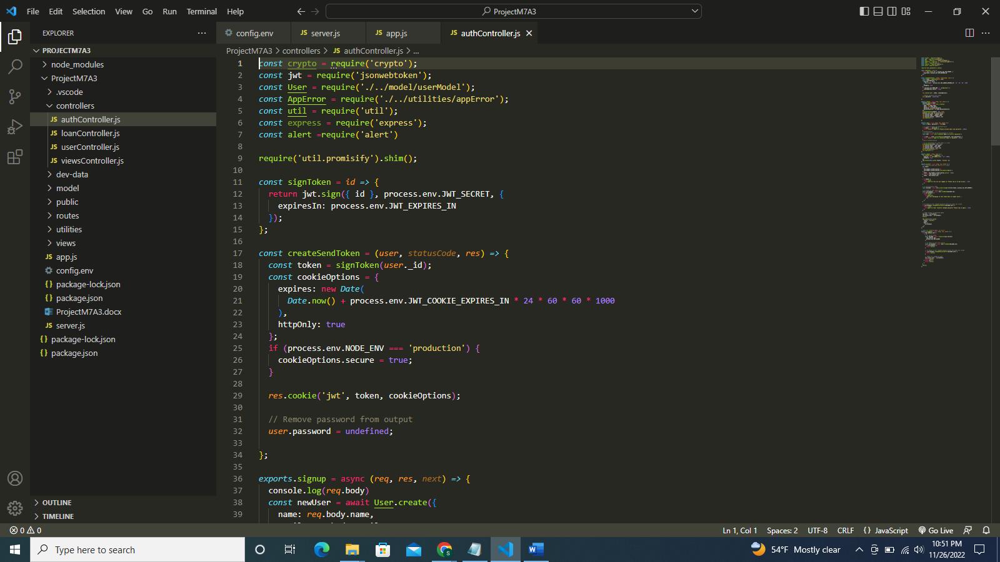 File Edit Selection View Go Run Terminal Help
ProjectM7A3
EXPLORER
config.env
JS server.js
JS app.js
JS authController.js
PROJECTM7A3
node_modules
ProjectM7A3
.vscode
controllers
JS authController.js
JS loanController.js
JS userController.js
JS viewsController.js
dev-data
model
public
routes
utilities
views
JS app.js
config.env
{} package-lock.json
{} package.json
ProjectM7A3.docx
JS server.js
{} package-lock.json
{} package.json
OUTLINE
TIMELINE
ProjectM7A3 > controllers > JS authController.js > ...
1 const crypto = require('crypto');
2 const jwt = require('jsonwebtoken');
3 const User = require('./../model/userModel');
4 const AppError = require('./../utilities/appError');
5 const util = require('util');
6 const express = require('express');
7 const alert =require('alert')
8
9 require('util.promisify').shim();
10
11 const signToken = id => {
12 return jwt.sign({ id }, process.env.JWT_SECRET, {
13 expiresIn: process.env.JWT_EXPIRES_IN
14 });
15 };
16
17 const createSendToken = (user, statusCode, res) => {
18 const token = signToken(user._id);
19 const cookieOptions = {
20 expires: new Date(
21 Date.now() + process.env.JWT_COOKIE_EXPIRES_IN * 24 * 60 * 60 * 1000
22 ),
23 httpOnly: true
24 };
25 if (process.env.NODE_ENV === 'production') {
26 cookieOptions.secure = true;
27 }
28
29 res.cookie('jwt', token, cookieOptions);
30
31 // Remove password from output
32 user.password = undefined;
33
34 };
35
36 exports.signup = async (req, res, next) => {
37 console.log(req.body)
38 const newUser = await User.create({
39 name: req.body.name,
0 0
Ln 1, Col 1 Spaces: 2 UTF-8 CRLF {} JavaScript Go Live
Type here to search
54°F Mostly clear
10:51 PM
11/26/2022